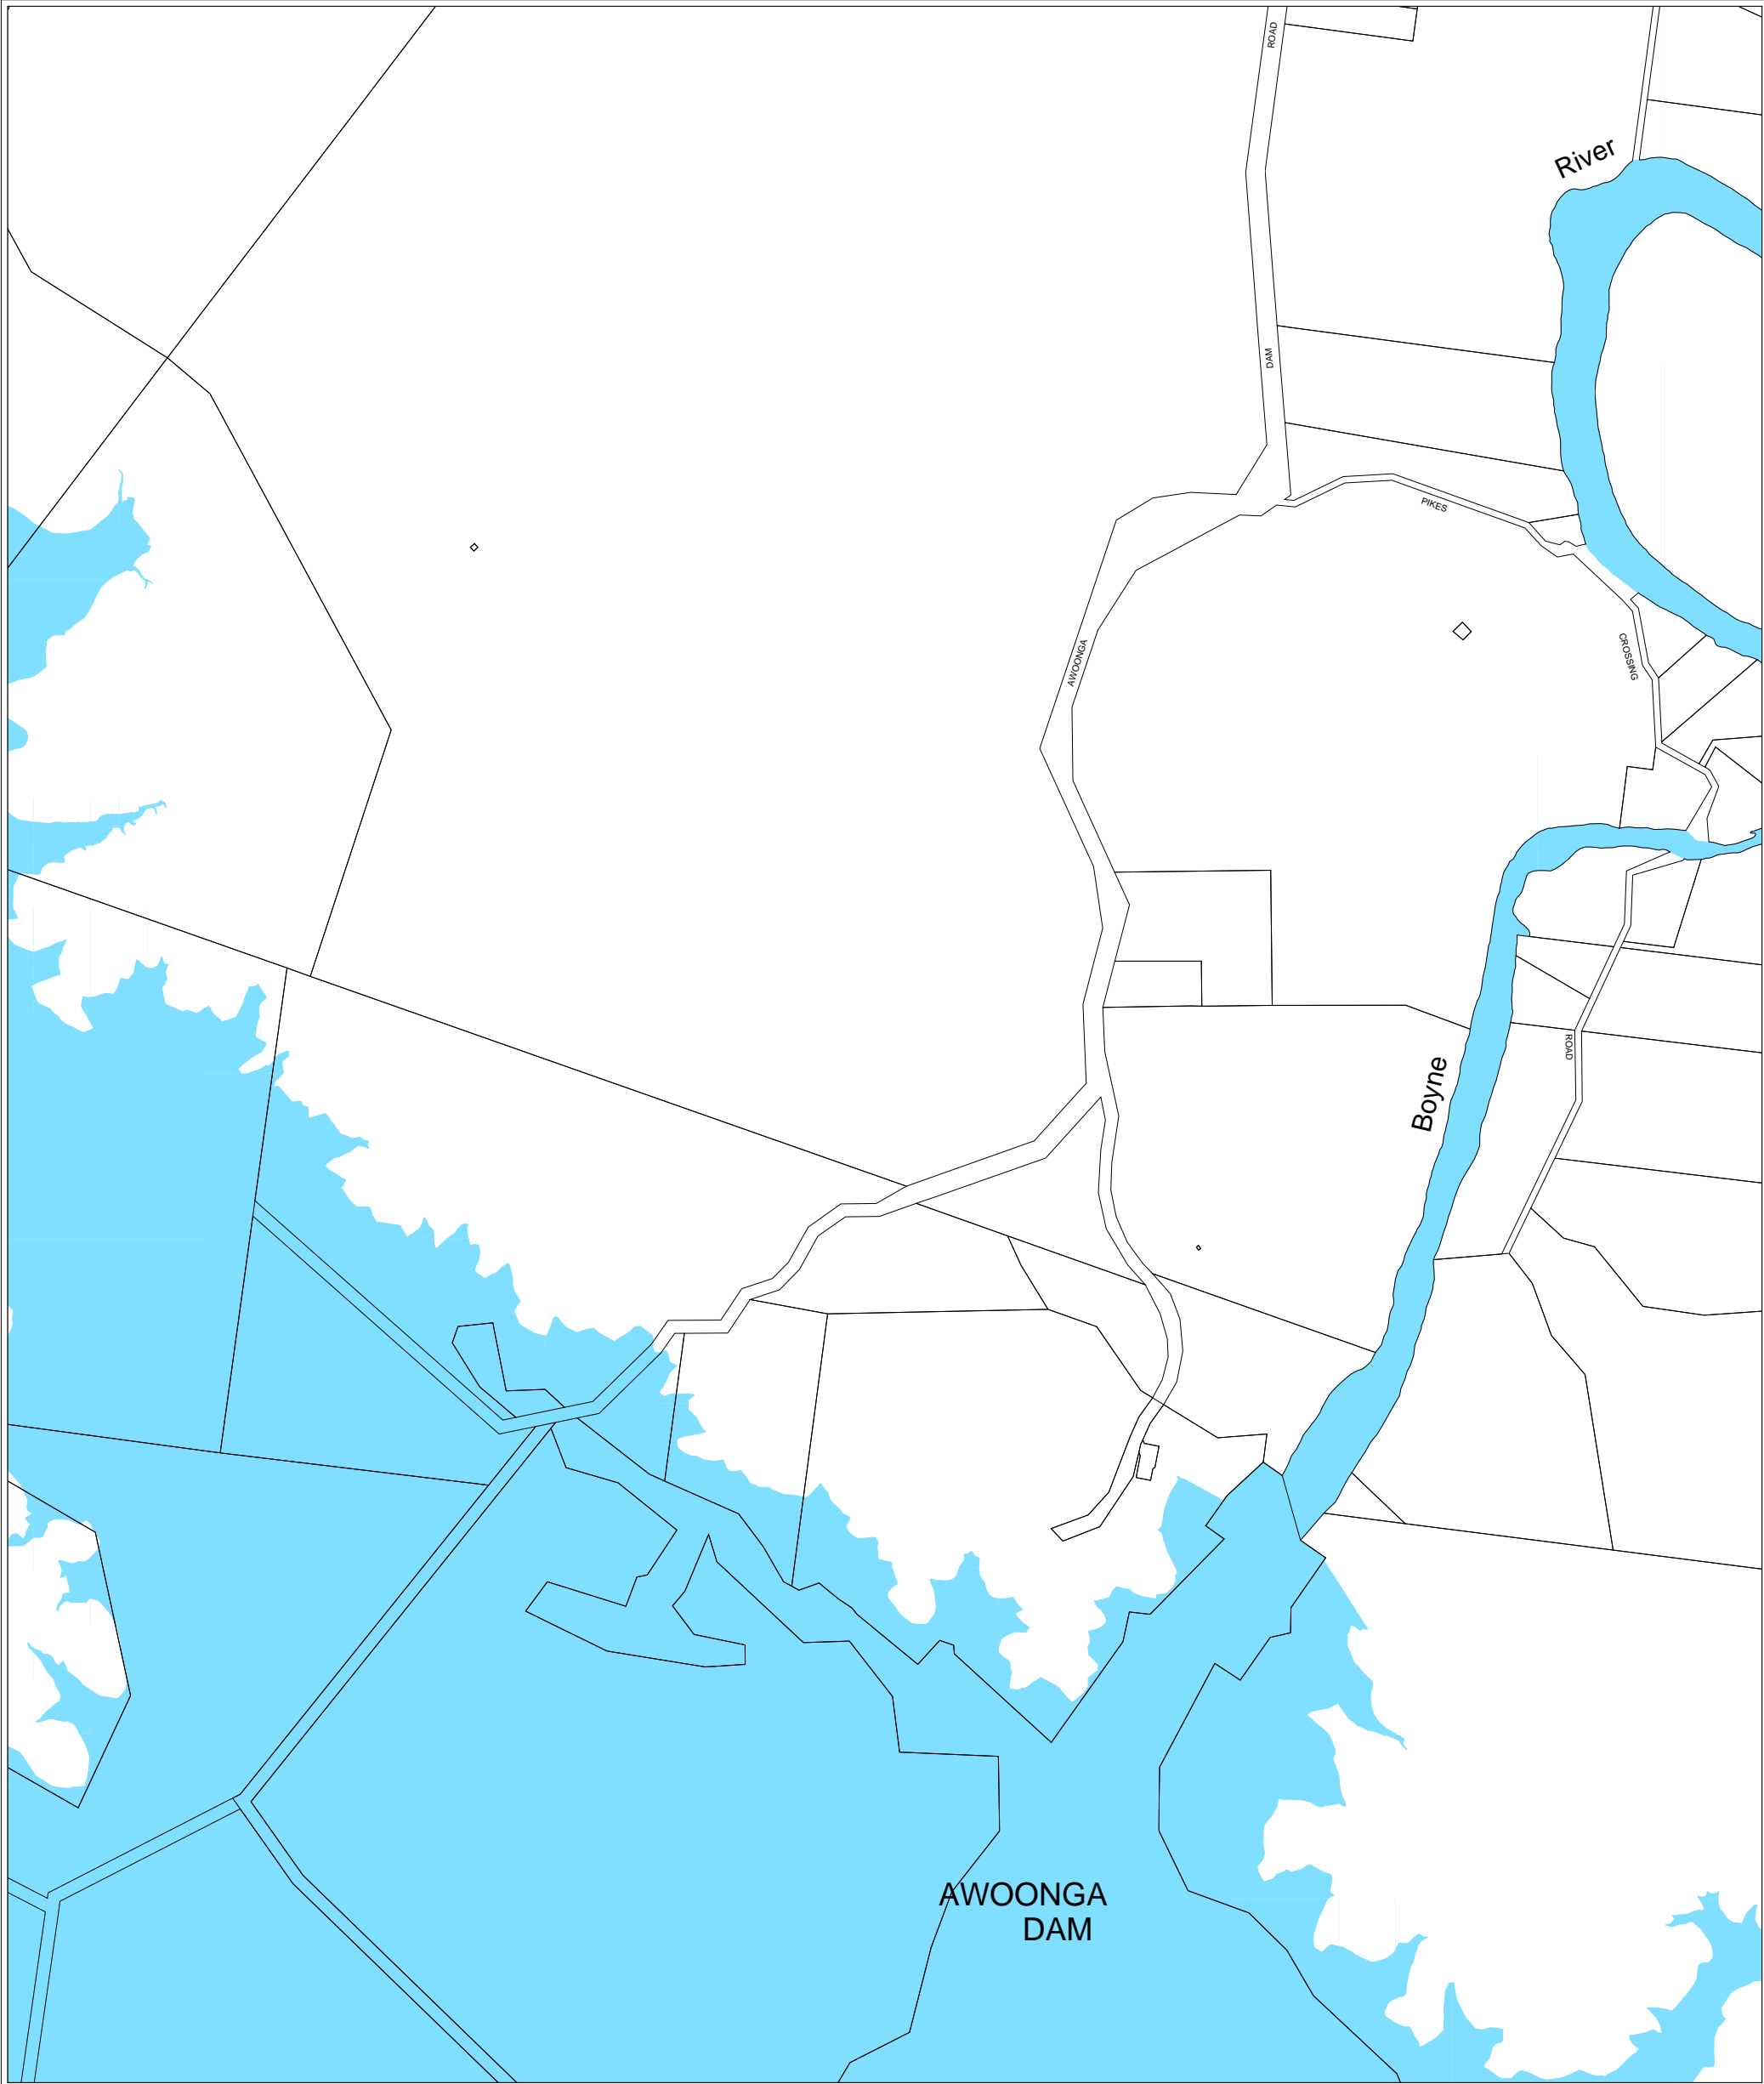 ROAD
River
DAM
PIKES
CROSSING
AWOONGA
ROAD
Boyne
AWOONGA
DAM